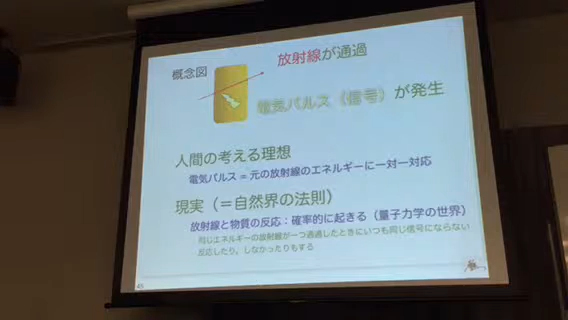 放射線が通過
概念図
電気パルス（信号）が発生
人間の考える理想
電気パルス = 元の放射線のエネルギーに一対一対応
現実（＝自然界の法則）
放射線と物質の反応：確率的に起きる（量子力学の世界）
同じエネルギーの放射線が一つ通過したときにいつも同じ信号にならない
反応したり、しなかったりもする